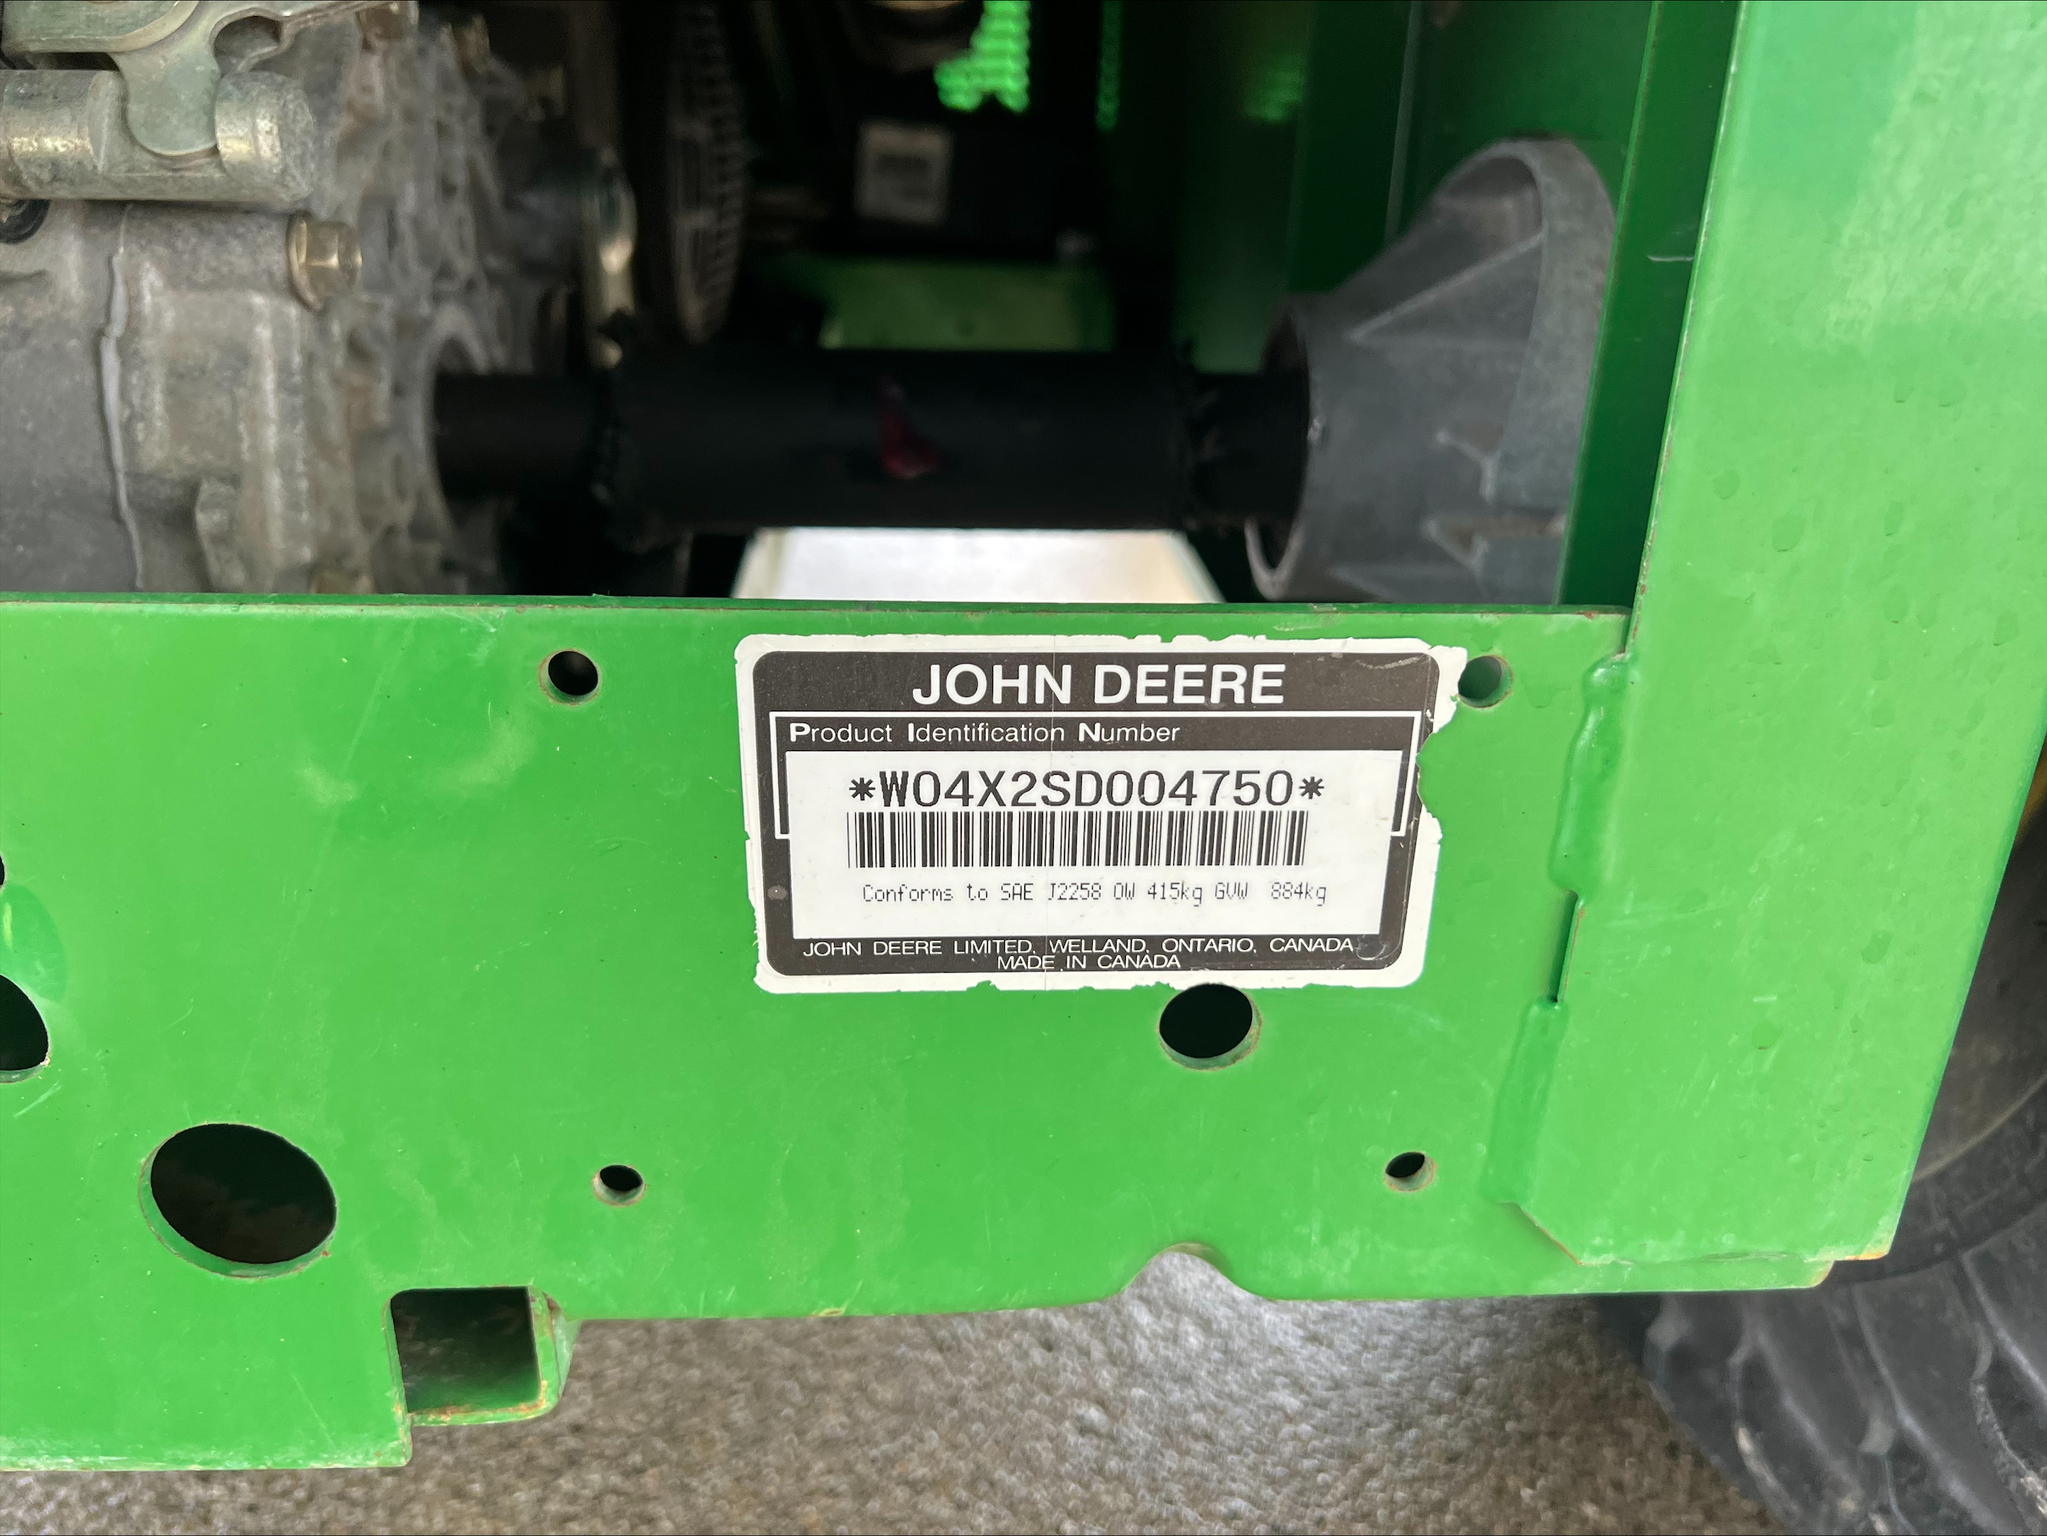 JOHN DEERE
Product Identification Number
*W04X2SD004750*
Conforms to SAE J2258 OW 415kg GVW 884kg
JOHN DEERE LIMITED, WELLAND, ONTARIO, CANADA
MADE IN CANADA